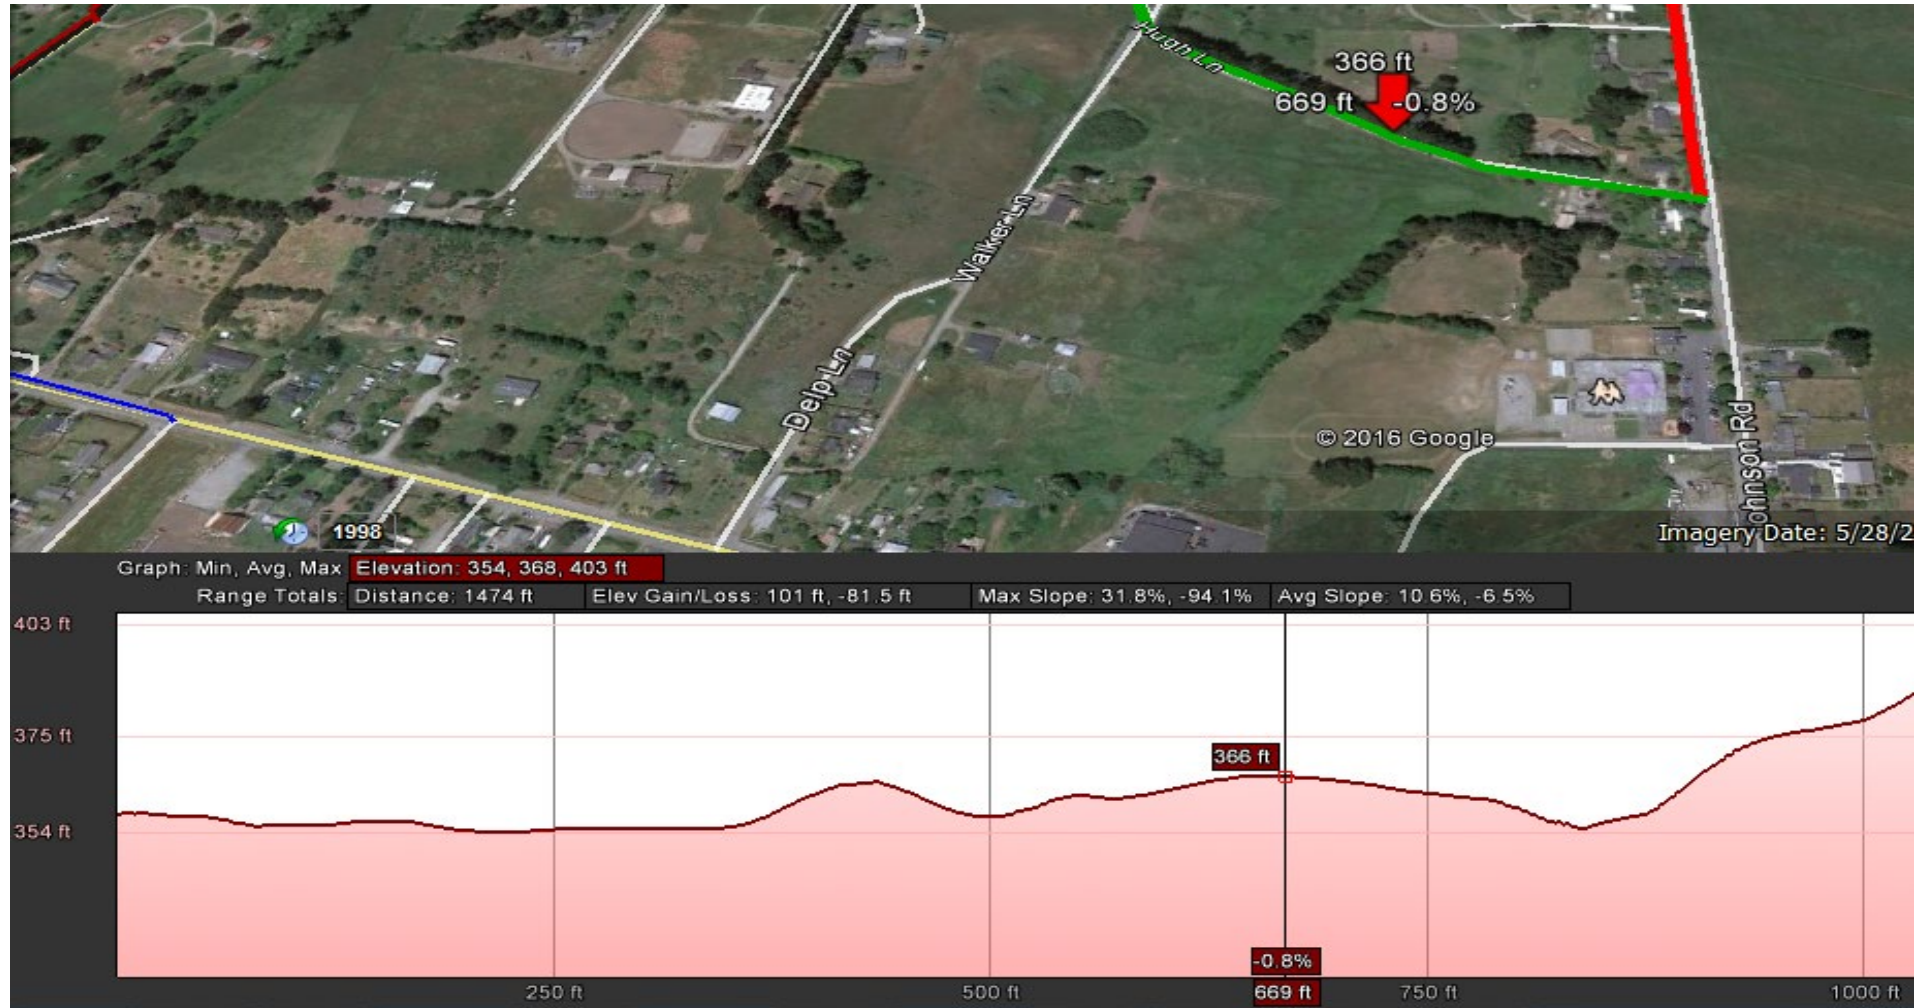 Hugh Ln
366 ft
669 ft -0.8%
Walker Ln
Delp Ln
© 2016 Google
ohnson Rd
1998
Imagery Date: 5/28/2
Graph: Min, Avg, Max Elevation: 354, 368, 403 ft
Range Totals: Distance: 1474 ft Elev Gain/Loss: 101 ft, -81.5 ft Max Slope: 31.8%, -94.1% Avg Slope: 10.6%, -6.5%
403 ft
375 ft
366 ft
354 ft
-0.8%
250 ft 500 ft 669 ft 750 ft 1000 ft